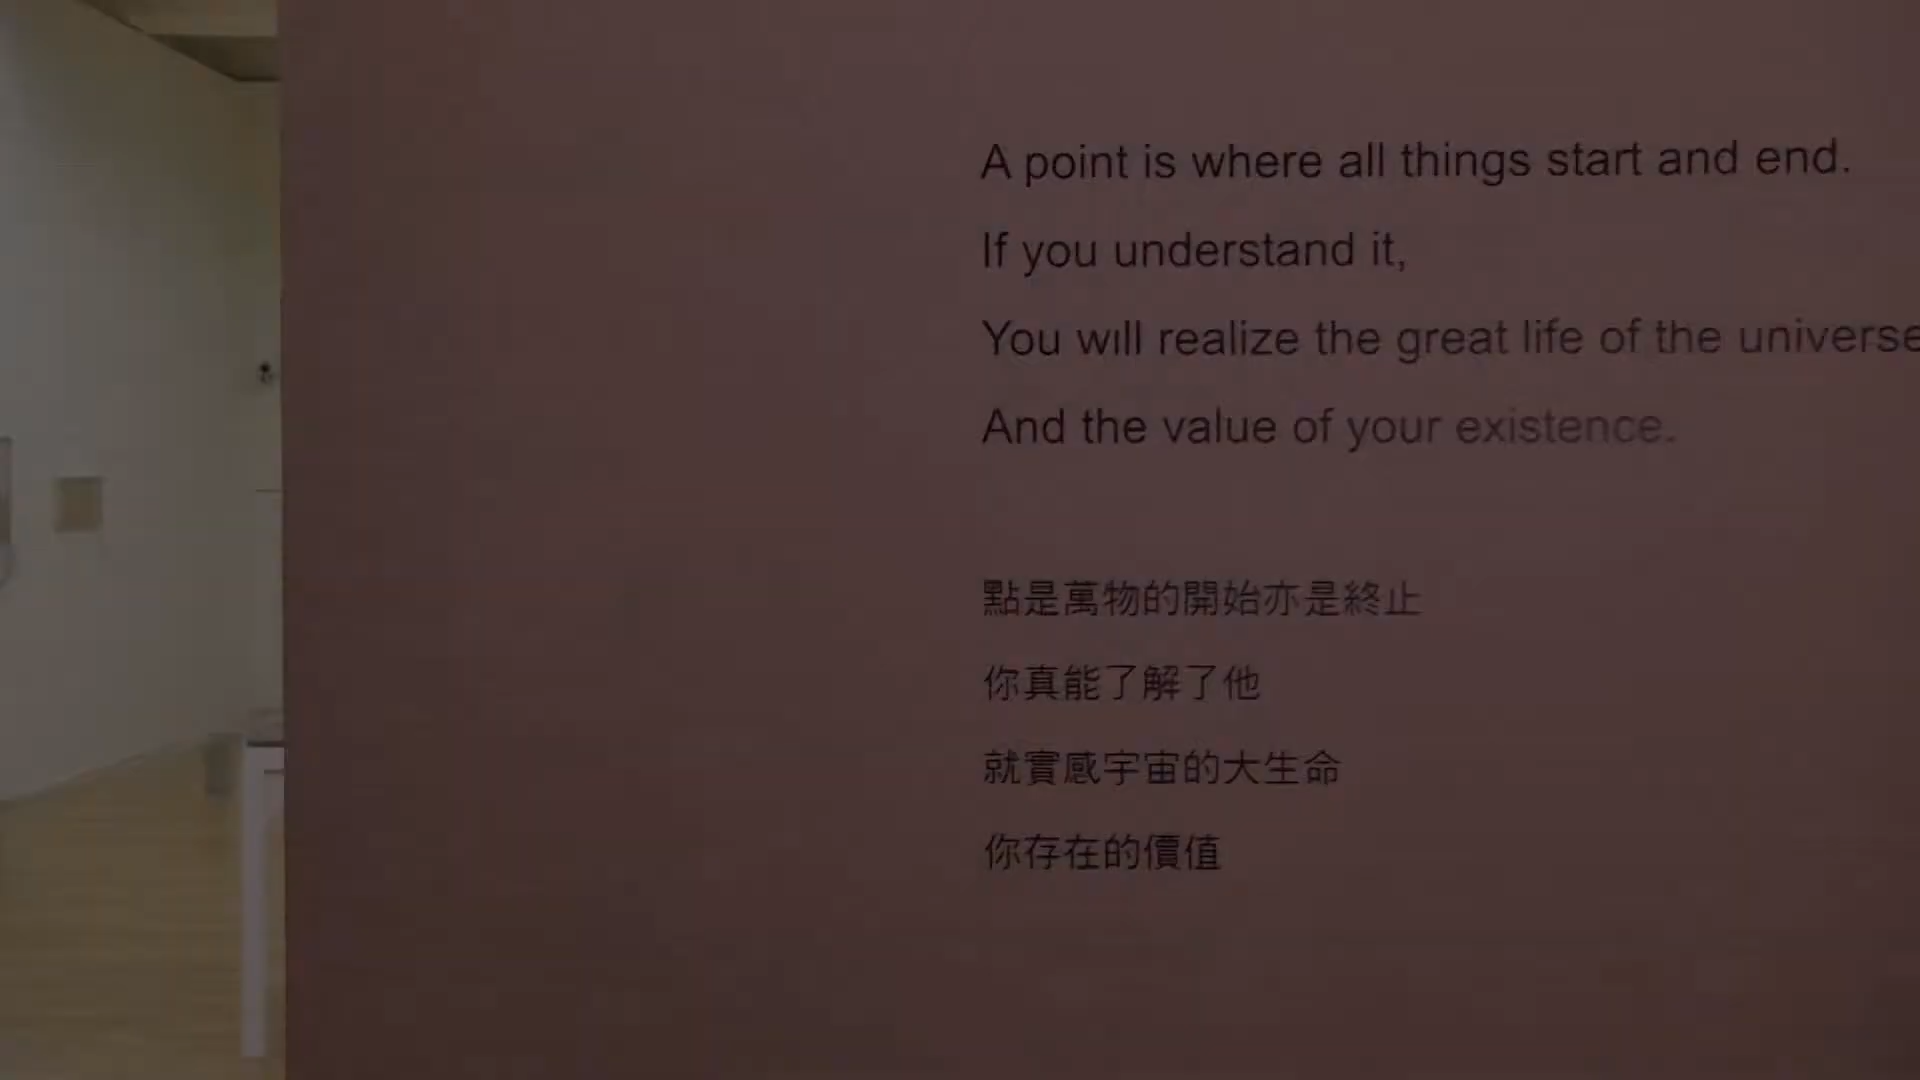 A point is where all things start and end.
If you understand it,
You will realize the great life of the universe
And the value of your existence.
點是萬物的開始亦是終止
你真能了解了他
就實感宇宙的大生命
你存在的價值